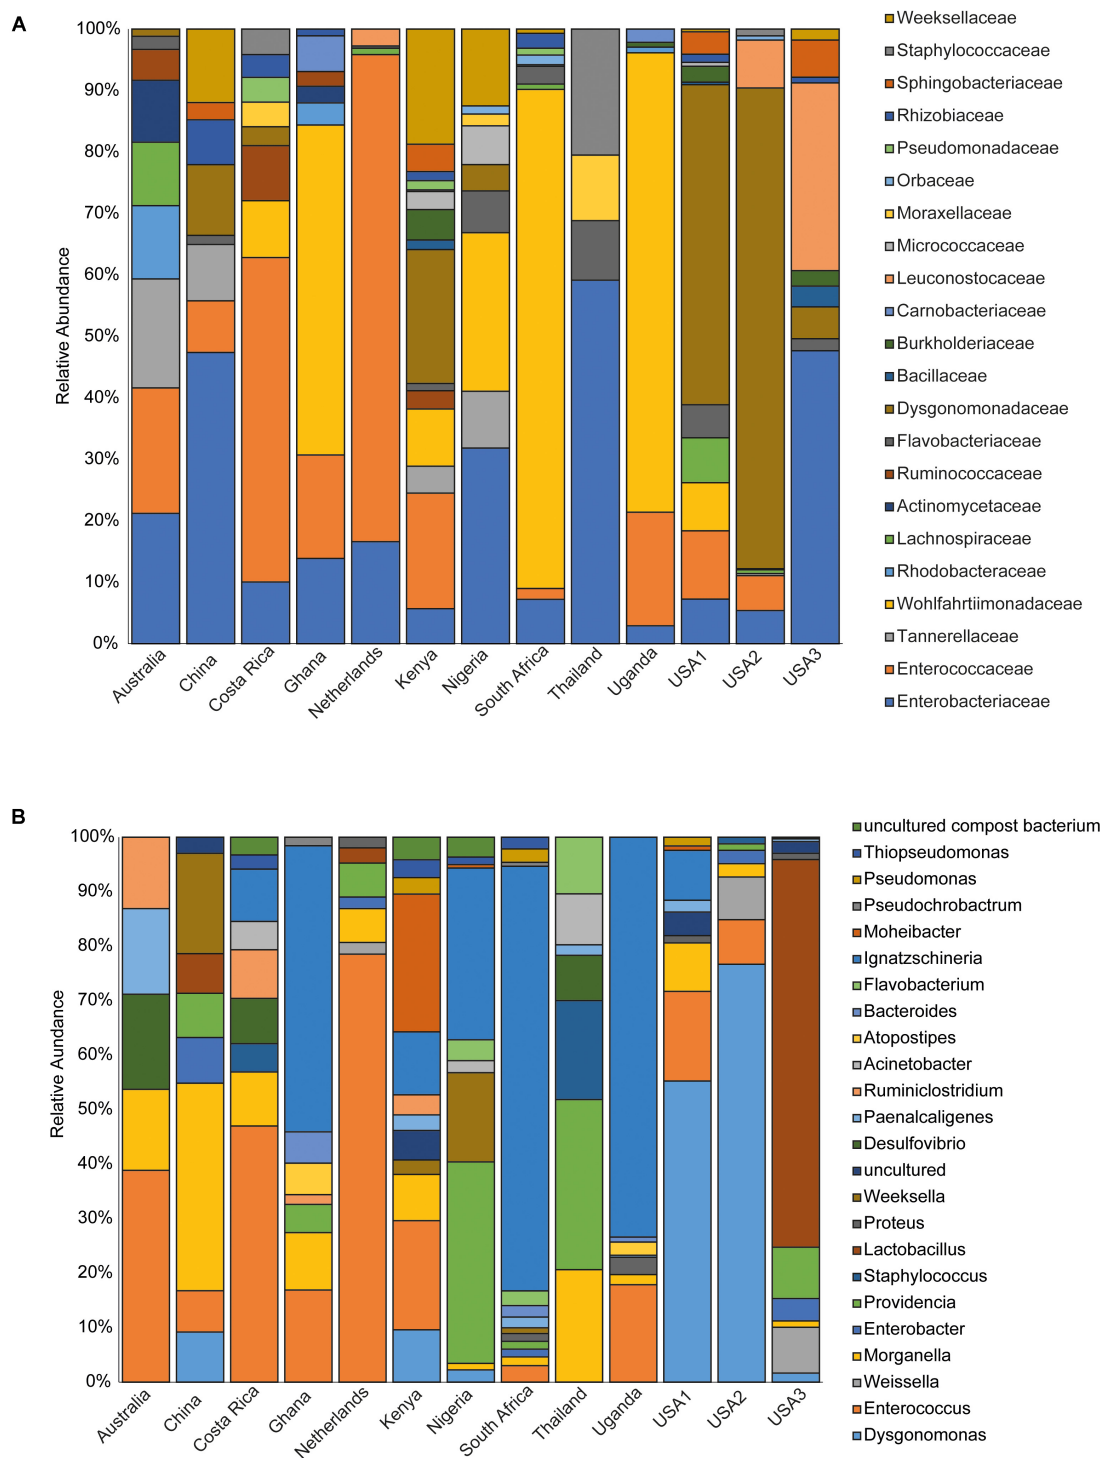 A
100%
90%
80%
70%
60%
50%
40%
30%
20%
10%
0%
Relative Abundance
Australia
China
Costa Rica
Ghana
Netherlands
Kenya
Nigeria
South Africa
Thailand
Uganda
USA1
USA2
USA3
Weeksellaceae
Staphylococcaceae
Sphingobacteriaceae
Rhizobiaceae
Pseudomonadaceae
Orbaceae
Moraxellaceae
Micrococcaceae
Leuconostocaceae
Carnobacteriaceae
Burkholderiaceae
Bacillaceae
Dysgonomonadaceae
Flavobacteriaceae
Ruminococcaceae
Actinomycetaceae
Lachnospiraceae
Rhodobacteraceae
Wohlfahrtiimonadaceae
Tannerellaceae
Enterococcaceae
Enterobacteriaceae
B
100%
90%
80%
70%
60%
50%
40%
30%
20%
10%
0%
Relative Aundance
Australia
China
Costa Rica
Ghana
Netherlands
Kenya
Nigeria
South Africa
Thailand
Uganda
USA1
USA2
USA3
uncultured compost bacterium
Thiopseudomonas
Pseudomonas
Pseudochrobactrum
Moheibacter
Ignatzschineria
Flavobacterium
Bacteroides
Atopostipes
Acinetobacter
Ruminiclostridium
Paenalcaligenes
Desulfovibrio
uncultured
Weeksella
Proteus
Lactobacillus
Staphylococcus
Providencia
Enterobacter
Morganella
Weissella
Enterococcus
Dysgonomonas